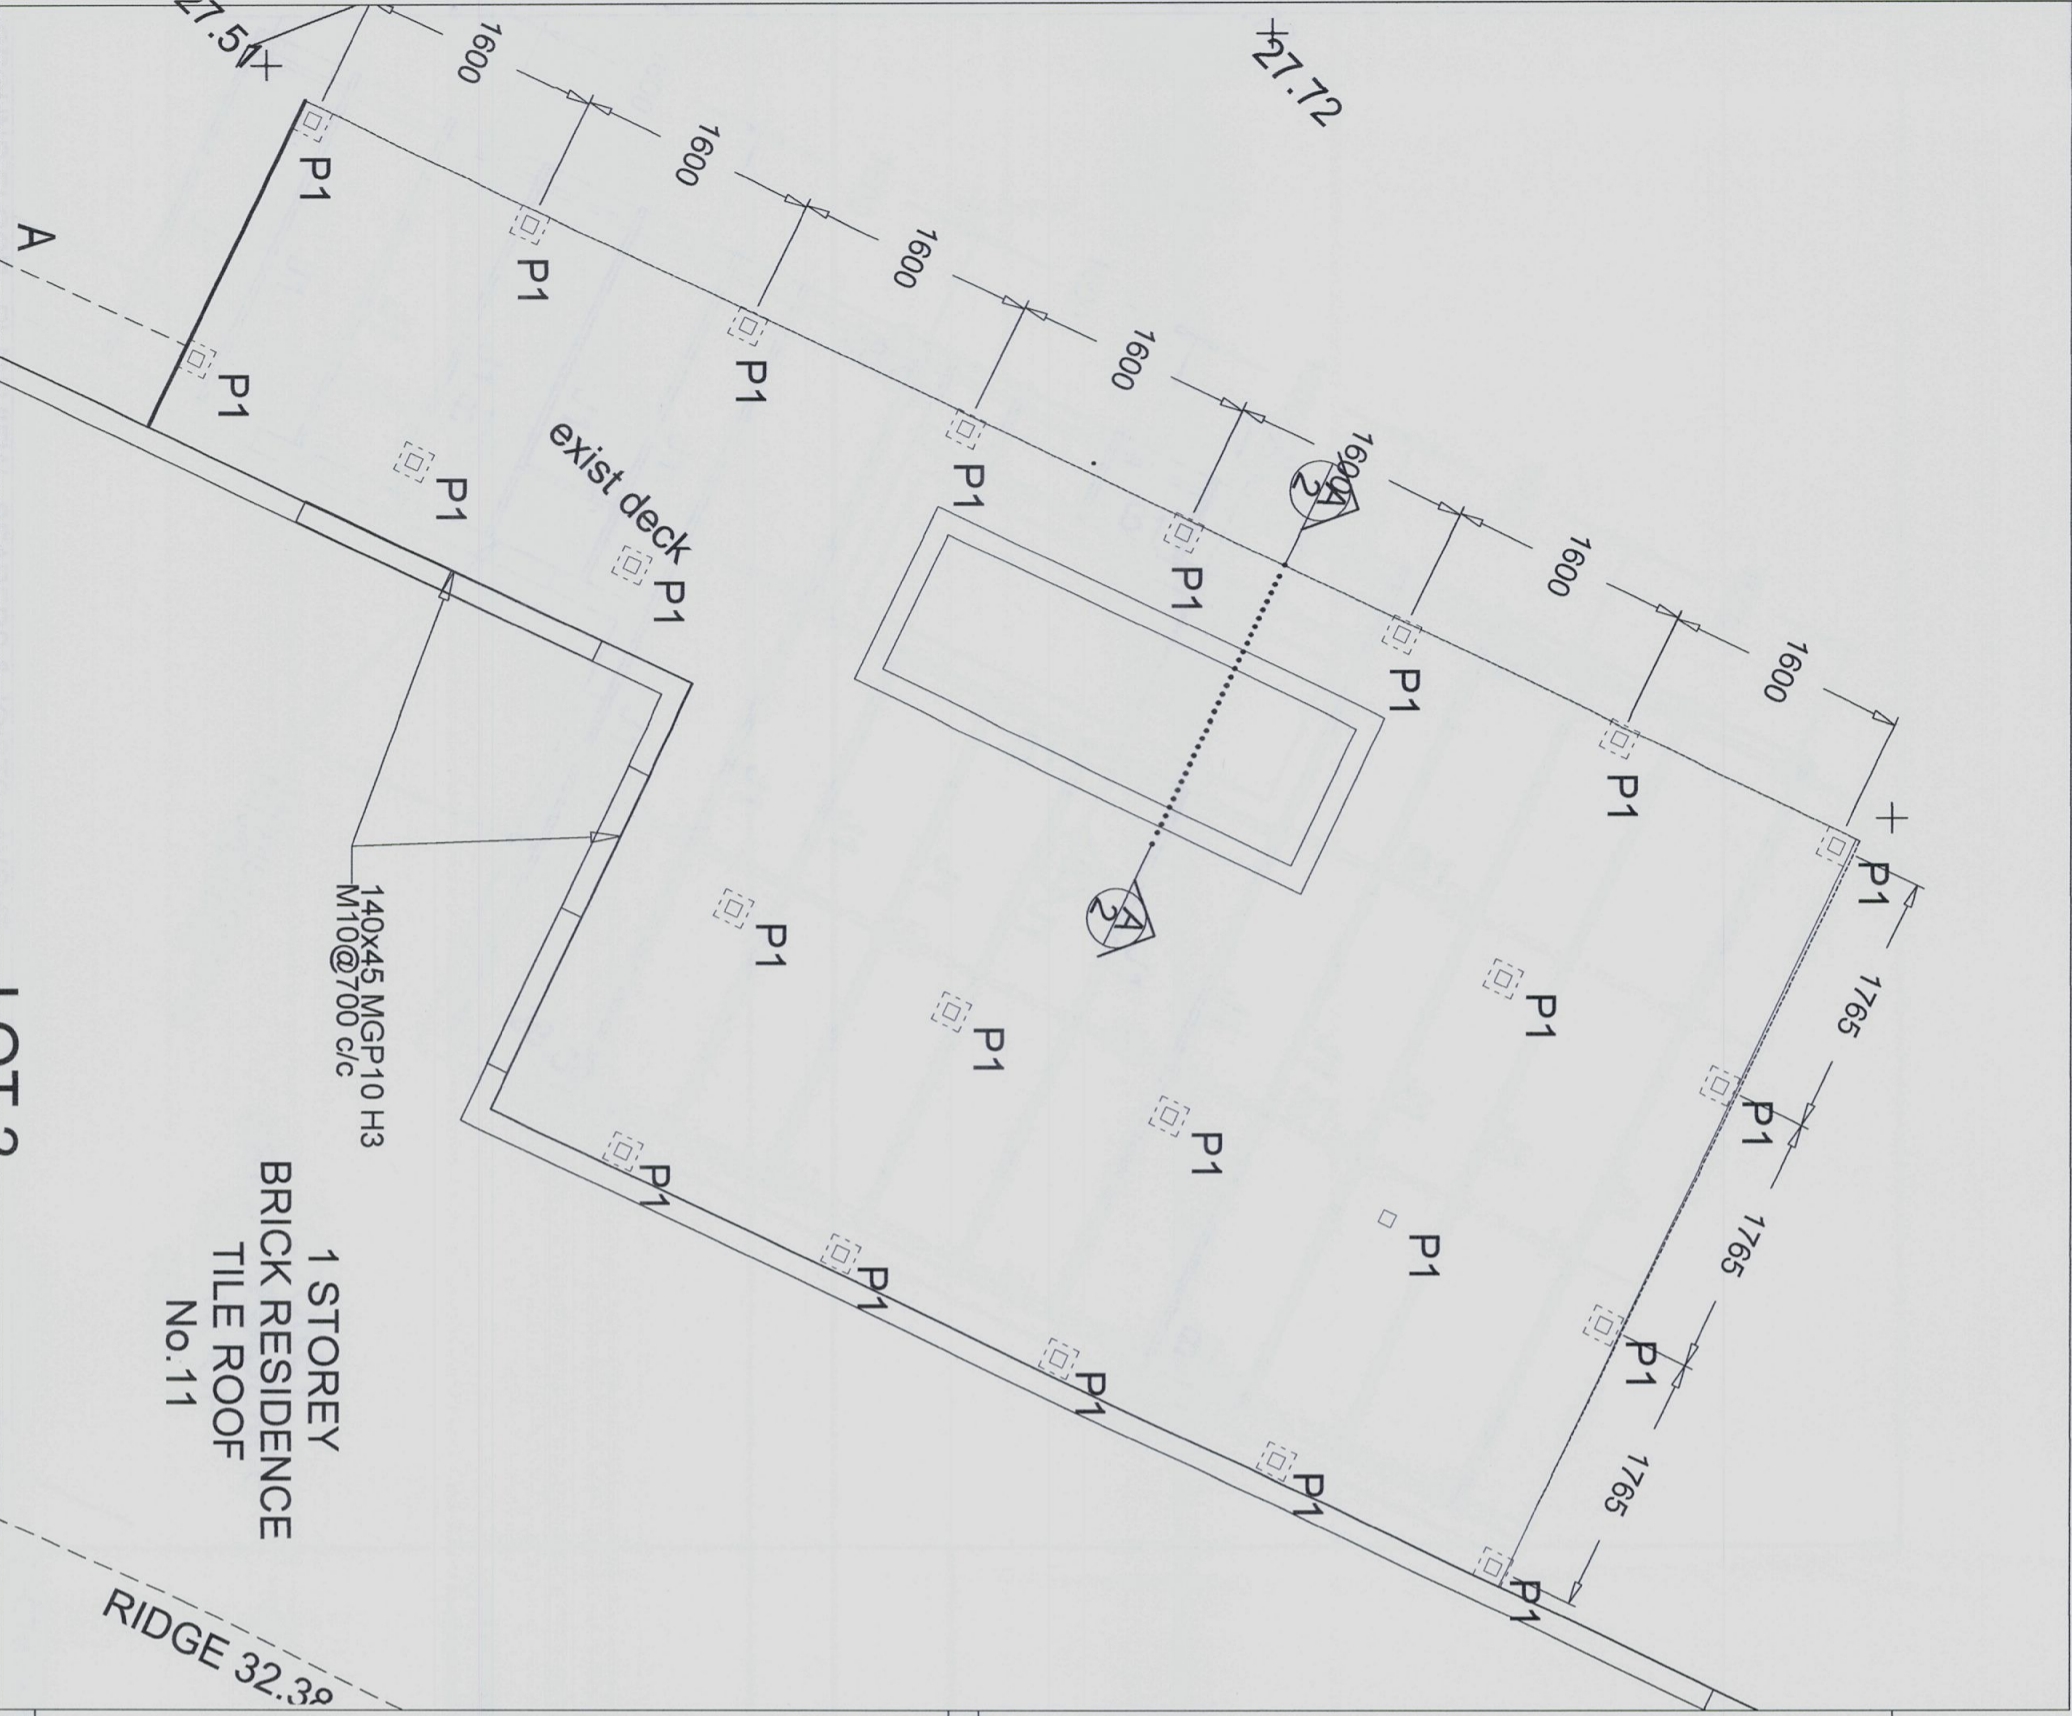 27.51
27.72
1600
1600
1600
1600
1600
1600
1600
P1
P1
P1
P1
P1
P1
P1
P1
A
P1
P1
P1
exist deck
A
2
A
2
1765
1765
1765
P1
P1
P1
P1
P1
P1
P1
P1
P1
P1
P1
P1
140x45 MGP10 H3
M10@700 c/c
1 STOREY
BRICK RESIDENCE
TILE ROOF
No.11
RIDGE 32.38